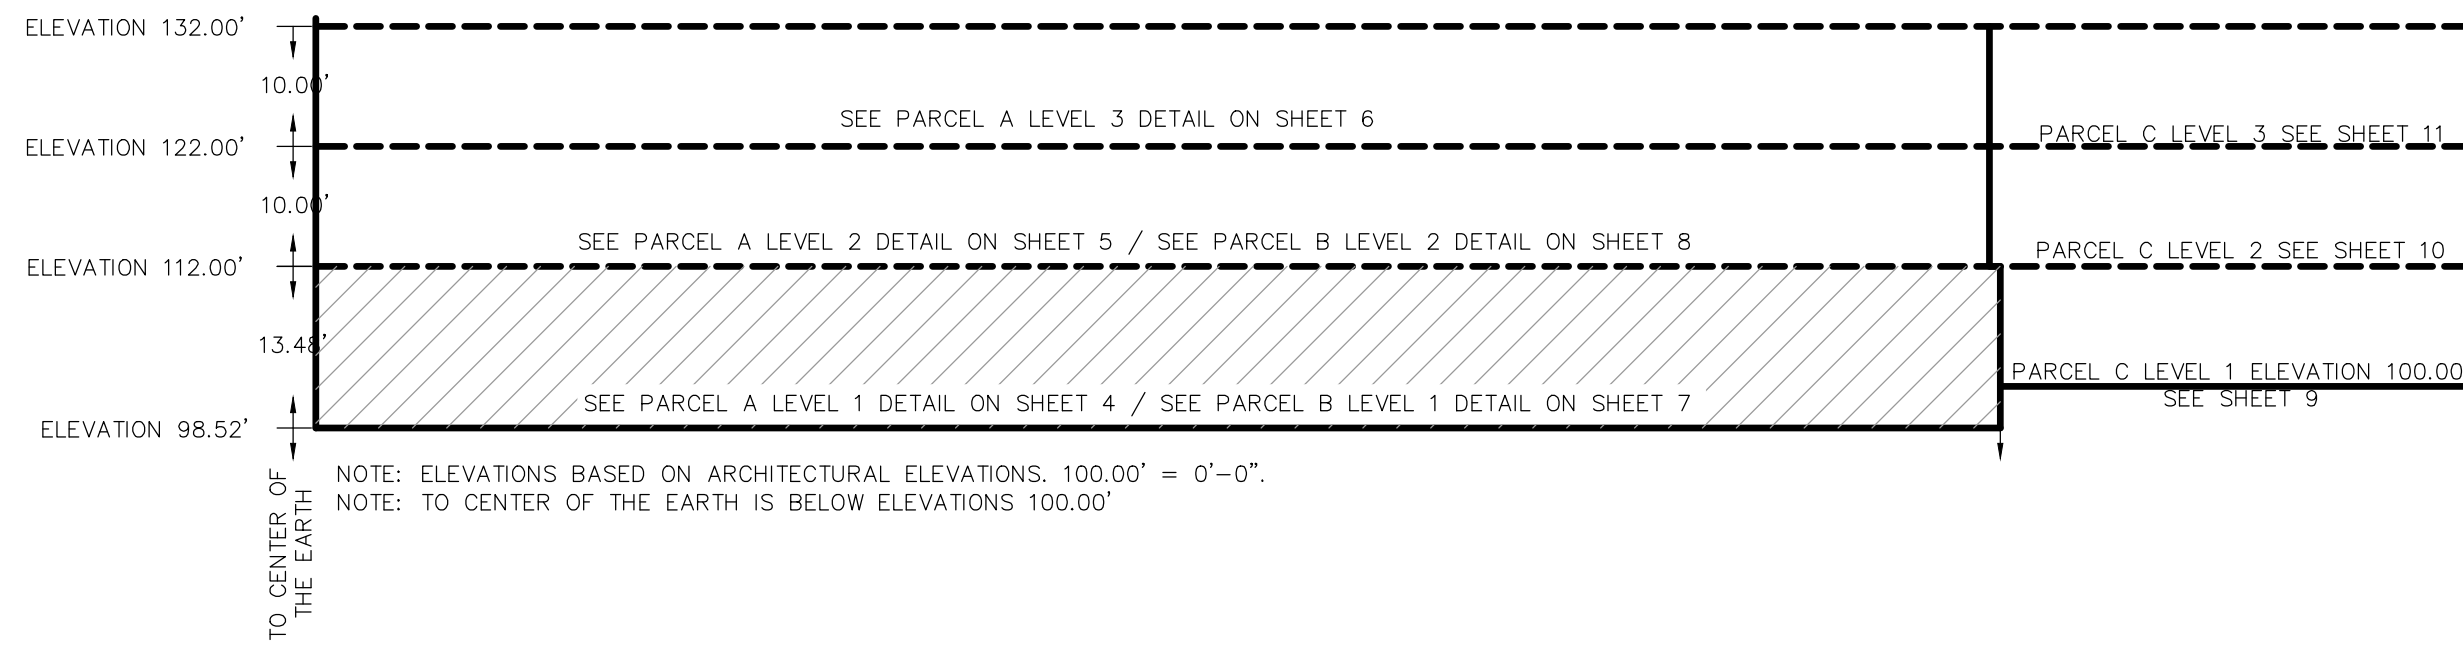 ELEVATION 132.00'
10.00'
SEE PARCEL A LEVEL 3 DETAIL ON SHEET 6
ELEVATION 122.00'
PARCEL C LEVEL 3 SEE SHEET 11
10.00'
SEE PARCEL A LEVEL 2 DETAIL ON SHEET 5 / SEE PARCEL B LEVEL 2 DETAIL ON SHEET 8
PARCEL C LEVEL 2 SEE SHEET 10
ELEVATION 112.00'
13.48'
PARCEL C LEVEL 1 ELEVATION 100.00
SEE SHEET 9
SEE PARCEL A LEVEL 1 DETAIL ON SHEET 4 / SEE PARCEL B LEVEL 1 DETAIL ON SHEET 7
ELEVATION 98.52'
TO CENTER OF
THE EARTH
NOTE: ELEVATIONS BASED ON ARCHITECTURAL ELEVATIONS. 100.00' = 0'-0".
NOTE: TO CENTER OF THE EARTH IS BELOW ELEVATIONS 100.00'